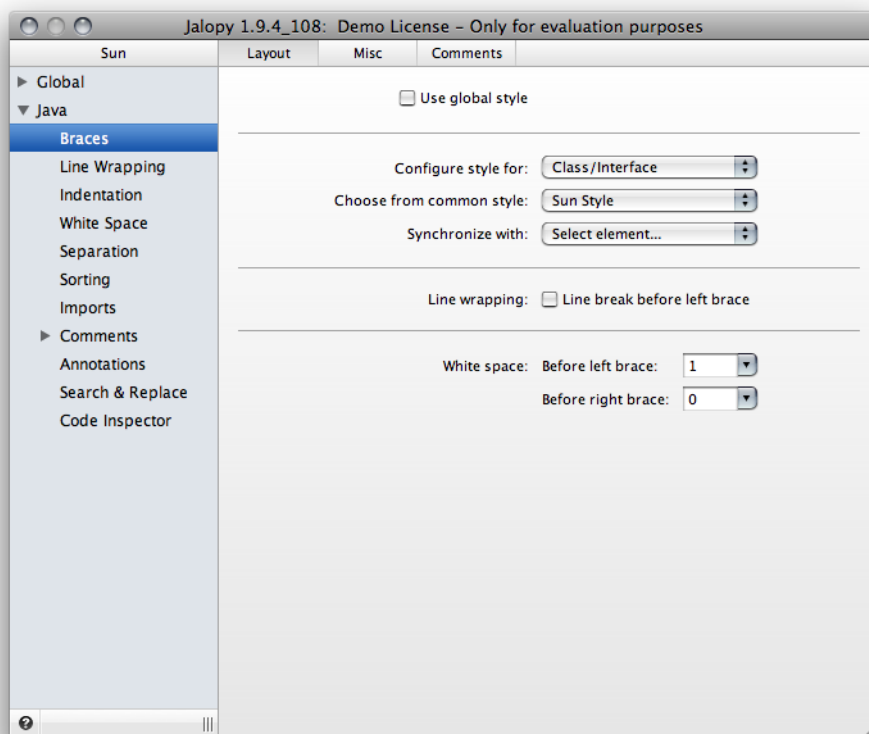 Jalopy 1.9.4_108: Demo License – Only for evaluation purposes
Sun
Layout
Misc
Comments
Global
Java
Braces
Line Wrapping
Indentation
White Space
Separation
Sorting
Imports
Comments
Annotations
Search & Replace
Code Inspector
Use global style
Configure style for: Class/Interface
Choose from common style: Sun Style
Synchronize with: Select element...
Line wrapping: Line break before left brace
White space: Before left brace: 1
Before right brace: 0
?